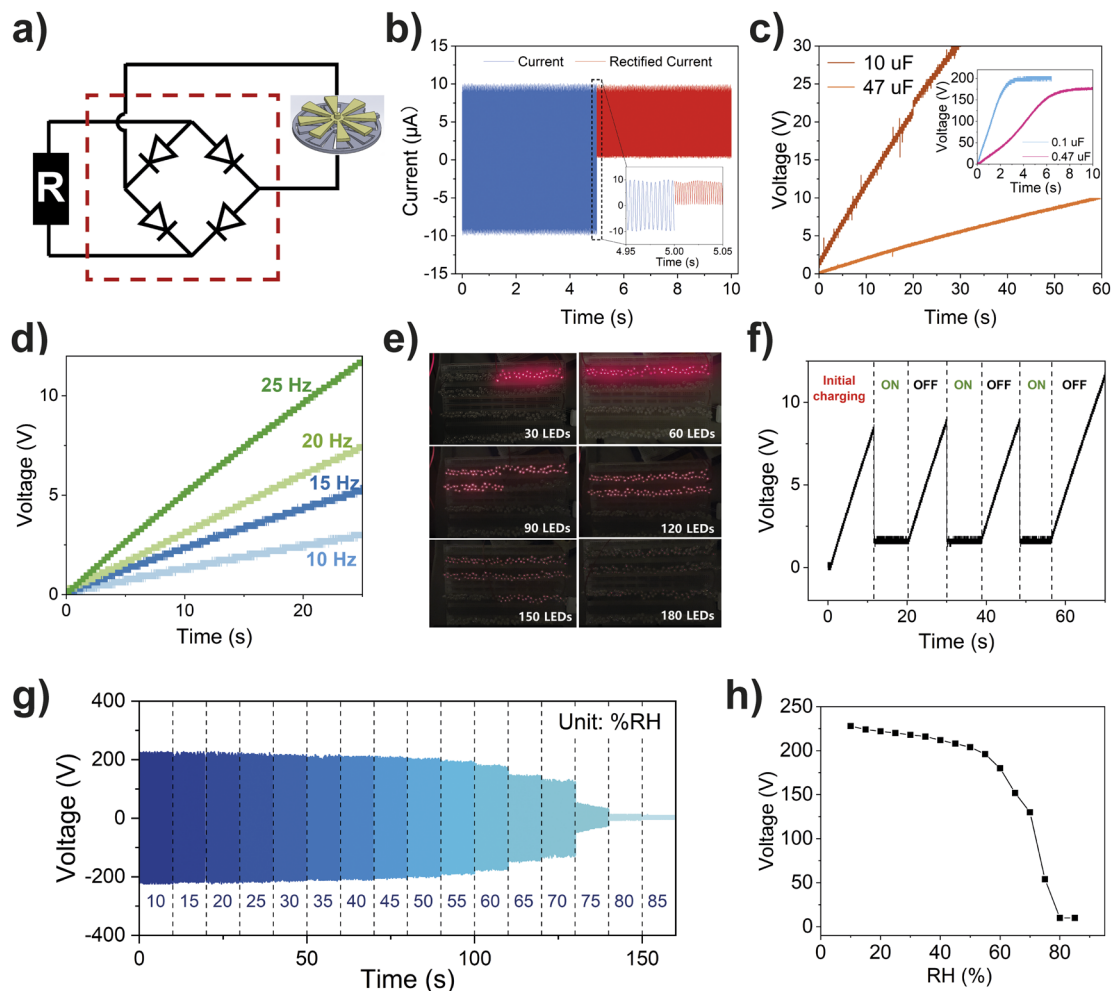 a)
R
b)
Current
Rectified Current
Current (µA)
15
10
5
0
-5
-10
-15
0 2 4 6 8 10
Time (s)
10
0
-10
4.95 5.00 5.05
Time (s)
c)
10 uF
47 uF
Voltage (V)
30
25
20
15
10
5
0
0 10 20 30 40 50 60
Time (s)
Voltage (V)
200
150
100
50
0
0.1 uF
0.47 uF
0 2 4 6 8 10
Time (s)
d)
Voltage (V)
10
5
0
25 Hz
20 Hz
15 Hz
10 Hz
0 10 20
Time (s)
e)
30 LEDs
60 LEDs
90 LEDs
120 LEDs
150 LEDs
180 LEDs
f)
Voltage (V)
10
5
0
Initial
charging
ON OFF ON OFF ON OFF
0 20 40 60
Time (s)
g)
Unit: %RH
Voltage (V)
400
200
0
-200
-400
10 15 20 25 30 35 40 45 50 55 60 65 70 75 80 85
0 50 100 150
Time (s)
h)
Voltage (V)
250
200
150
100
50
0
0 20 40 60 80
RH (%)